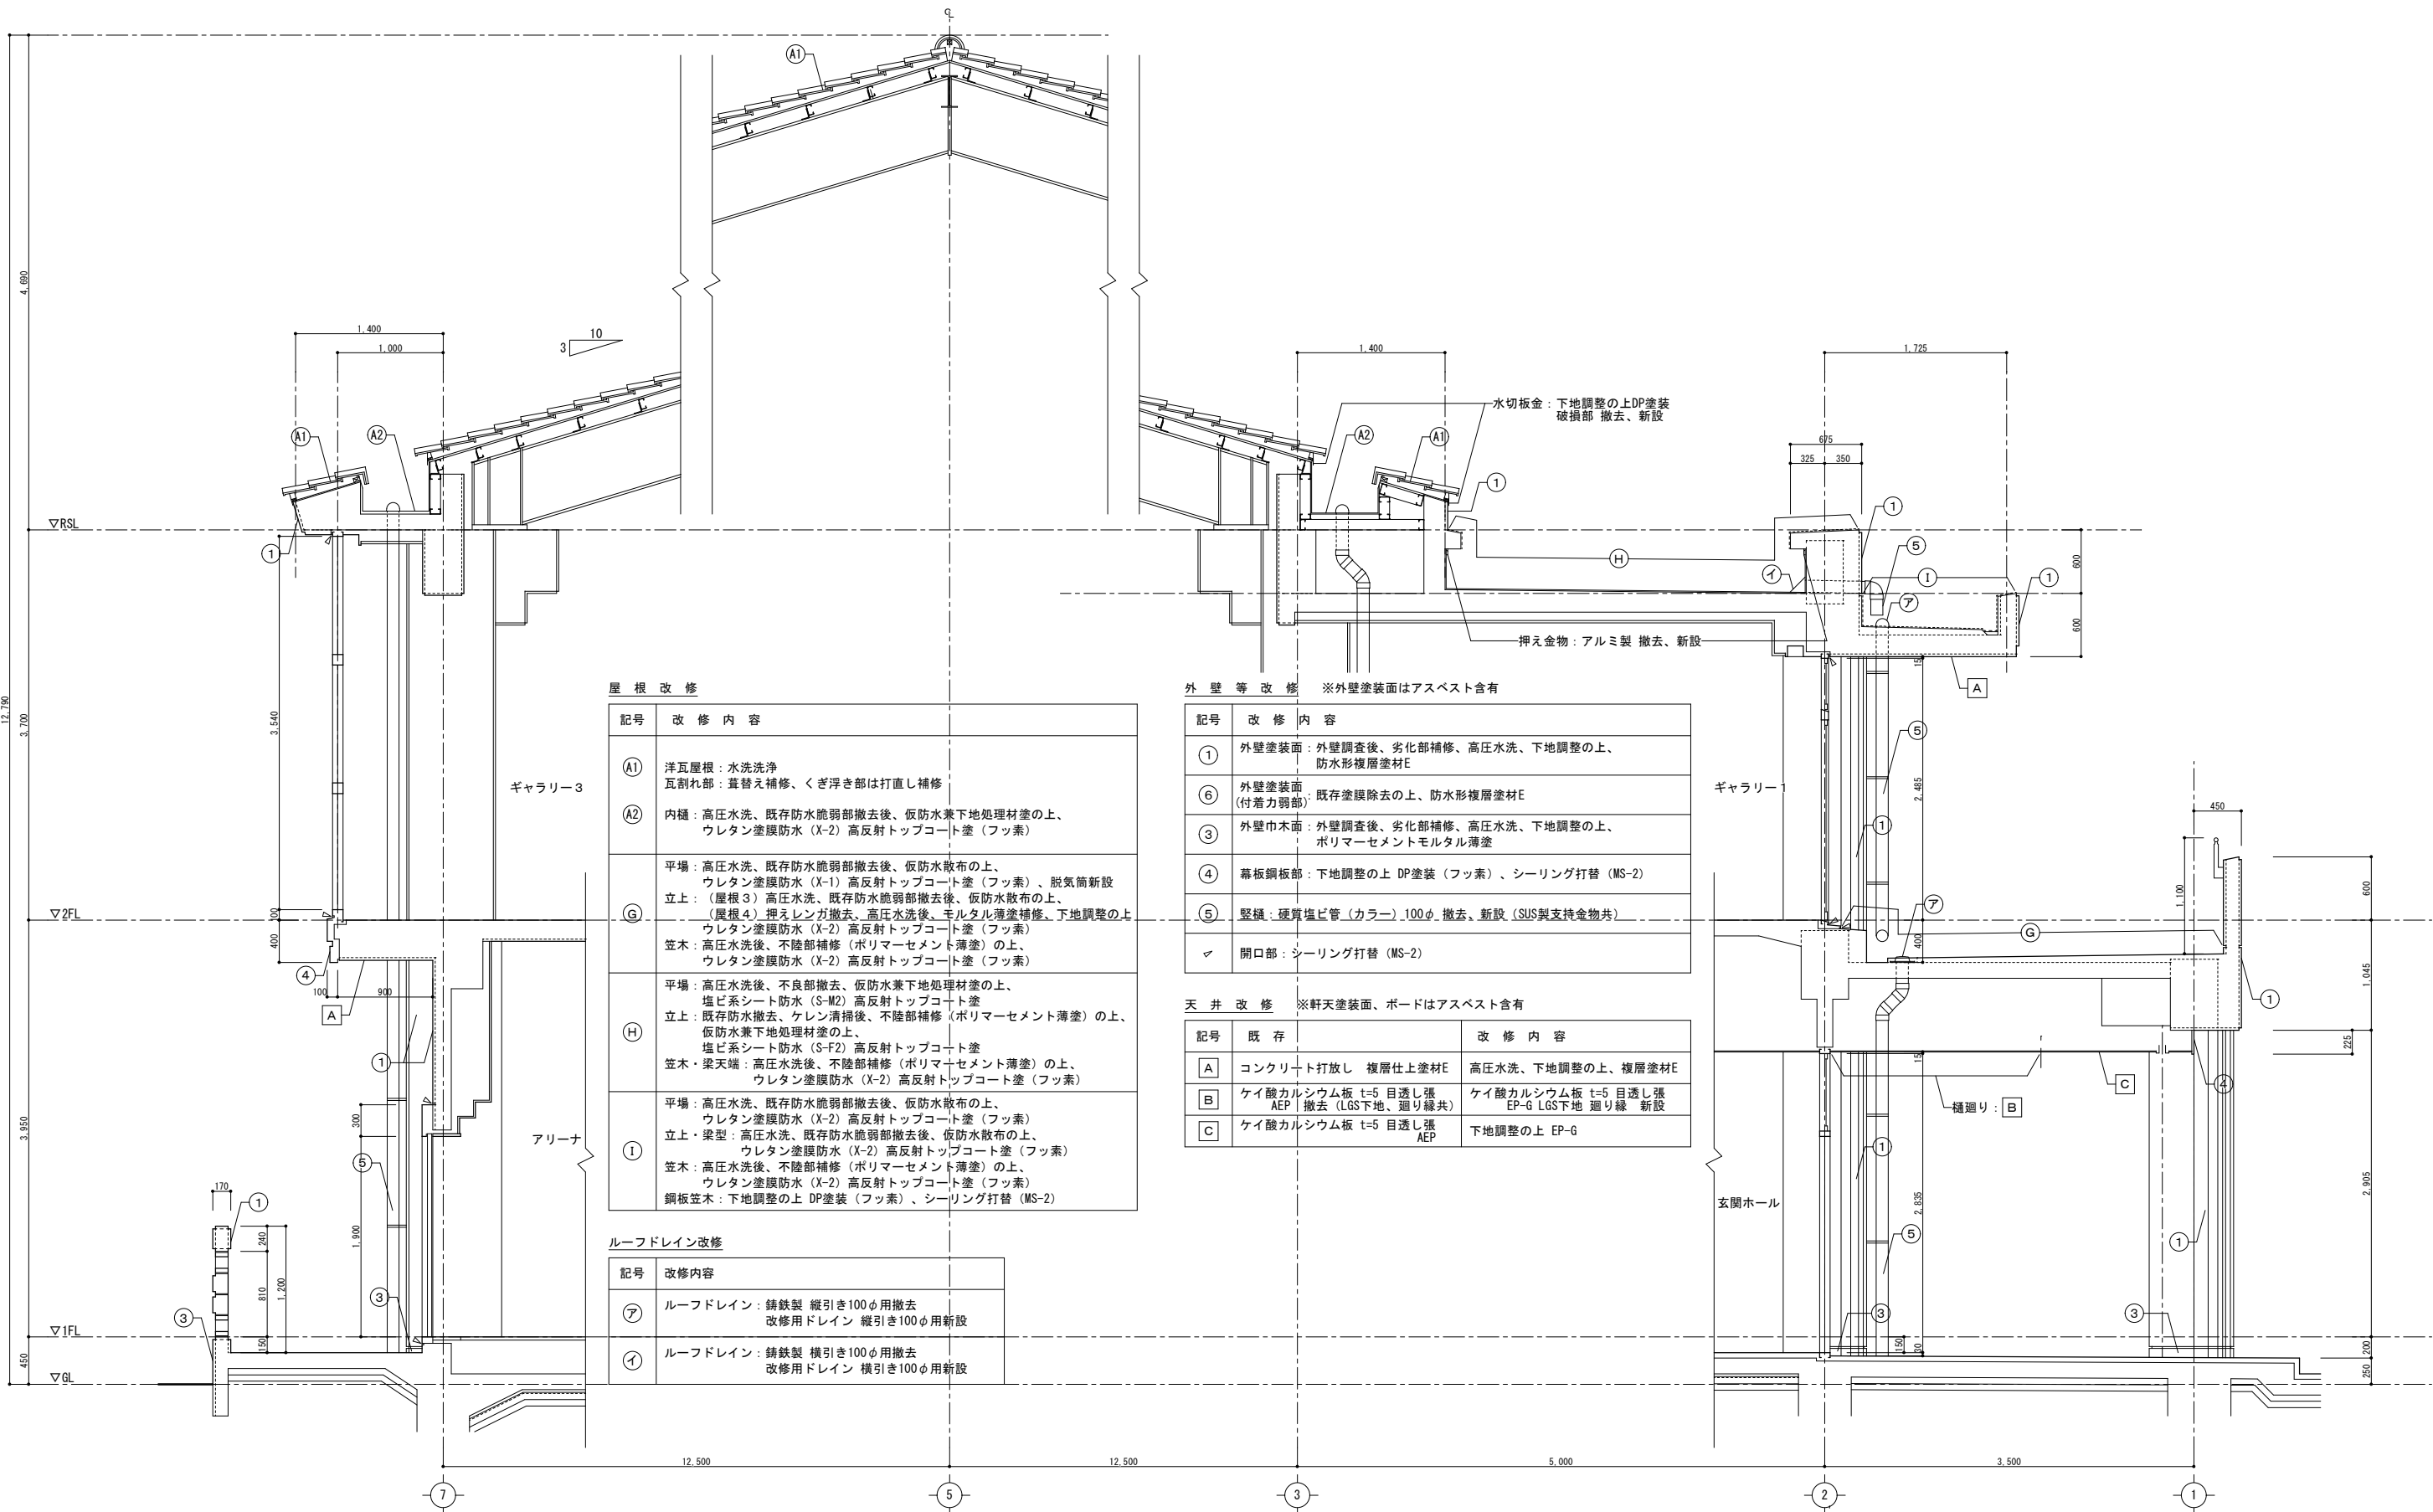 ℄
A1
4,690
1,400
1,000
10
3
1,400
1,725
水切板金：下地調整の上DP塗装
破損部 撤去、新設
675
325
350
A1
A2
A2
A1
1
1
5
H
I
1
イ
ア
600
600
▽RSL
1
押え金物：アルミ製 撤去、新設
A
12,790
3,700
3,540
ギャラリー３
屋 根 改 修
記号 改 修 内 容
A1 洋瓦屋根：水洗洗浄
瓦割れ部：葺替え補修、くぎ浮き部は打直し補修
A2 内樋：高圧水洗、既存防水脆弱部撤去後、仮防水兼下地処理材塗の上、
ウレタン塗膜防水（X-2）高反射トップコート塗（フッ素）
G 平場：高圧水洗、既存防水脆弱部撤去後、仮防水散布の上、
ウレタン塗膜防水（X-1）高反射トップコート塗（フッ素）、脱気筒新設
立上：（屋根３）高圧水洗、既存防水脆弱部撤去後、仮防水散布の上、
（屋根４）押えレンガ撤去、高圧水洗後、モルタル薄塗補修、下地調整の上
ウレタン塗膜防水（X-2）高反射トップコート塗（フッ素）
笠木：高圧水洗後、不陸部補修（ポリマーセメント薄塗）の上、
ウレタン塗膜防水（X-2）高反射トップコート塗（フッ素）
H 平場：高圧水洗後、不良部撤去、仮防水兼下地処理材塗の上、
塩ビ系シート防水（S-M2）高反射トップコート塗
立上：既存防水撤去、ケレン清掃後、不陸部補修（ポリマーセメント薄塗）の上、
仮防水兼下地処理材塗の上、
塩ビ系シート防水（S-F2）高反射トップコート塗
笠木・梁天端：高圧水洗後、不陸部補修（ポリマーセメント薄塗）の上、
ウレタン塗膜防水（X-2）高反射トップコート塗（フッ素）
I 平場：高圧水洗、既存防水脆弱部撤去後、仮防水散布の上、
ウレタン塗膜防水（X-2）高反射トップコート塗（フッ素）
立上・梁型：高圧水洗、既存防水脆弱部撤去後、仮防水散布の上、
ウレタン塗膜防水（X-2）高反射トップコート塗（フッ素）
笠木：高圧水洗後、不陸部補修（ポリマーセメント薄塗）の上、
ウレタン塗膜防水（X-2）高反射トップコート塗（フッ素）
鋼板笠木：下地調整の上 DP塗装（フッ素）、シーリング打替（MS-2）
ルーフドレイン改修
記号 改修内容
ア ルーフドレイン：鋳鉄製 縦引き100φ用撤去
改修用ドレイン 縦引き100φ用新設
イ ルーフドレイン：鋳鉄製 横引き100φ用撤去
改修用ドレイン 横引き100φ用新設
外 壁 等 改 修 ※外壁塗装面はアスベスト含有
記号 改 修 内 容
1 外壁塗装面：外壁調査後、劣化部補修、高圧水洗、下地調整の上、
防水形複層塗材E
6 外壁塗装面：既存塗膜除去の上、防水形複層塗材E
(付着力弱部)
3 外壁巾木面：外壁調査後、劣化部補修、高圧水洗、下地調整の上、
ポリマーセメントモルタル薄塗
4 幕板鋼板部：下地調整の上 DP塗装（フッ素）、シーリング打替（MS-2）
5 竪樋：硬質塩ビ管（カラー）100φ 撤去、新設（SUS製支持金物共）
開口部：シーリング打替（MS-2）
天 井 改 修 ※軒天塗装面、ボードはアスベスト含有
記号 既 存 改 修 内 容
A コンクリート打放し 複層仕上塗材E 高圧水洗、下地調整の上、複層塗材E
B ケイ酸カルシウム板 t=5 目透し張 ケイ酸カルシウム板 t=5 目透し張
AEP 撤去（LGS下地、廻り縁共） EP-G LGS下地 廻り縁 新設
C ケイ酸カルシウム板 t=5 目透し張 下地調整の上 EP-G
AEP
ギャラリー１
15
5
2,485
1
450
1,100
600
ア
G
400
1,045
1
225
15
C
4
樋廻り：B
1
2,835
5
玄関ホール
1
2,905
3
3
150
30
200
250
▽2FL
100
400
4
100
900
A
1
3,950
300
アリーナ
5
1,900
170
1
240
810
1,200
150
3
3
▽1FL
450
▽GL
12,500
12,500
5,000
3,500
7
5
3
2
1